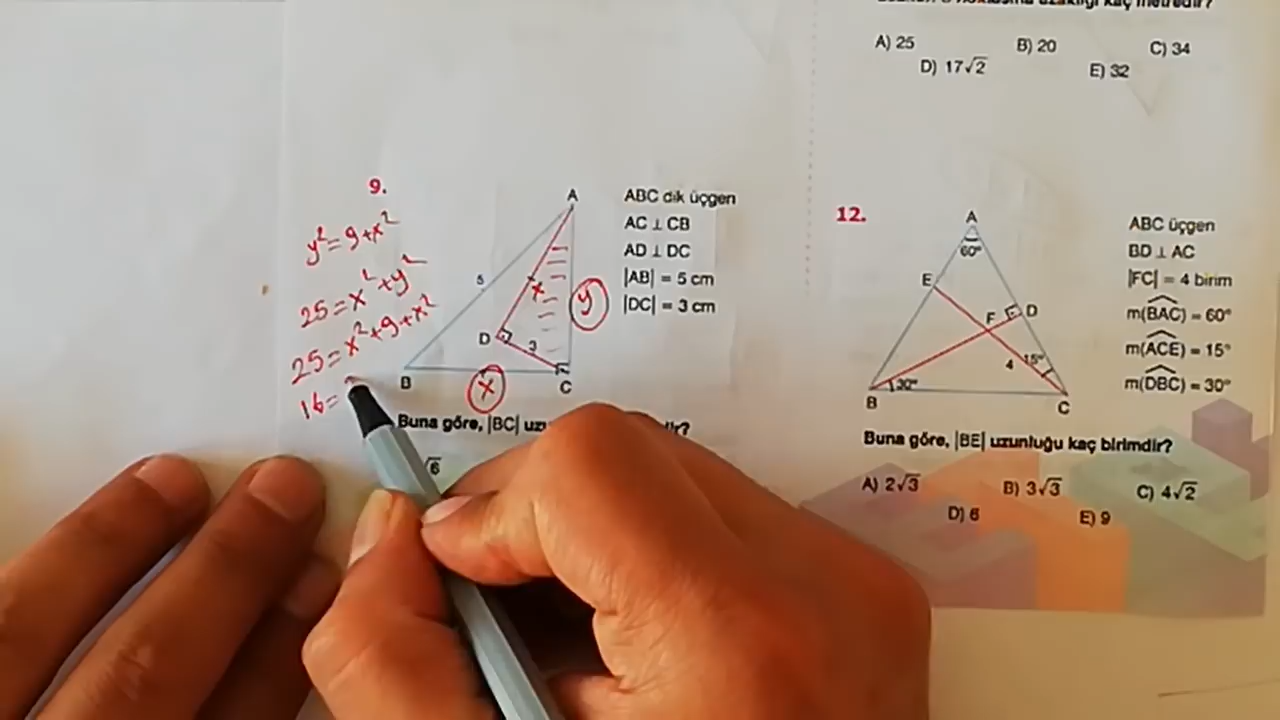 A) 25
B) 20
C) 34
D) 17√2
E) 32
9.
y² = 9+x²
25 = x²+y²
25 = x²+9+x²
16 =
A
5
x
y
D
3
B
x
C
ABC dik üçgen
AC ⊥ CB
AD ⊥ DC
|AB| = 5 cm
|DC| = 3 cm
Buna göre, |BC|
√6
12.
A
60°
E
F
D
4
15°
30°
B
C
ABC üçgen
BD ⊥ AC
|FC| = 4 birim
m(BAC) = 60°
m(ACE) = 15°
m(DBC) = 30°
Buna göre, |BE| uzunluğu kaç birimdir?
A) 2√3
B) 3√3
C) 4√2
D) 6
E) 9